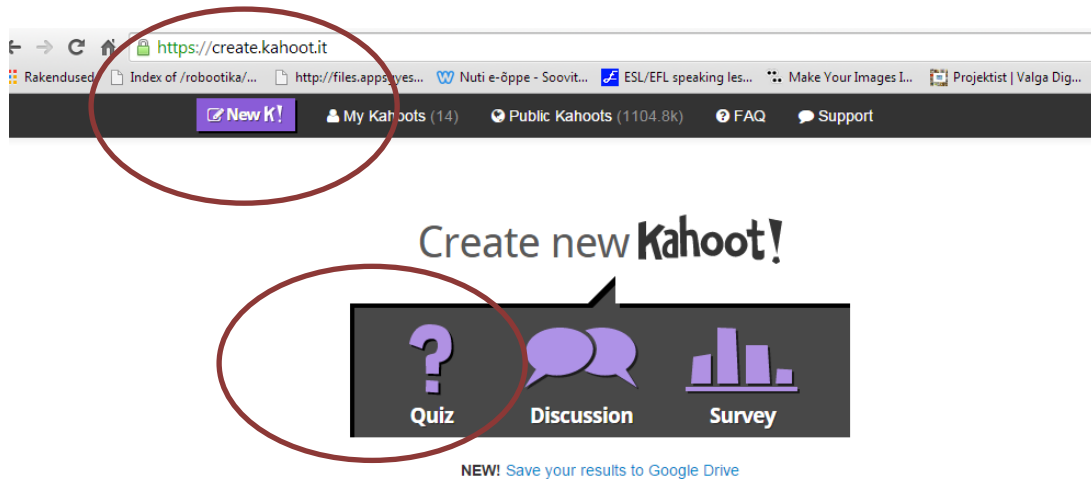 https://create.kahoot.it
Rakendused Index of /robootika/... http://files.appsyyes... Nuti e-õppe - Soovit... ESL/EFL speaking les... Make Your Images I... Projektist | Valga Dig...
New K! My Kahoots (14) Public Kahoots (1104.8k) FAQ Support
Create new Kahoot!
Quiz Discussion Survey
NEW! Save your results to Google Drive